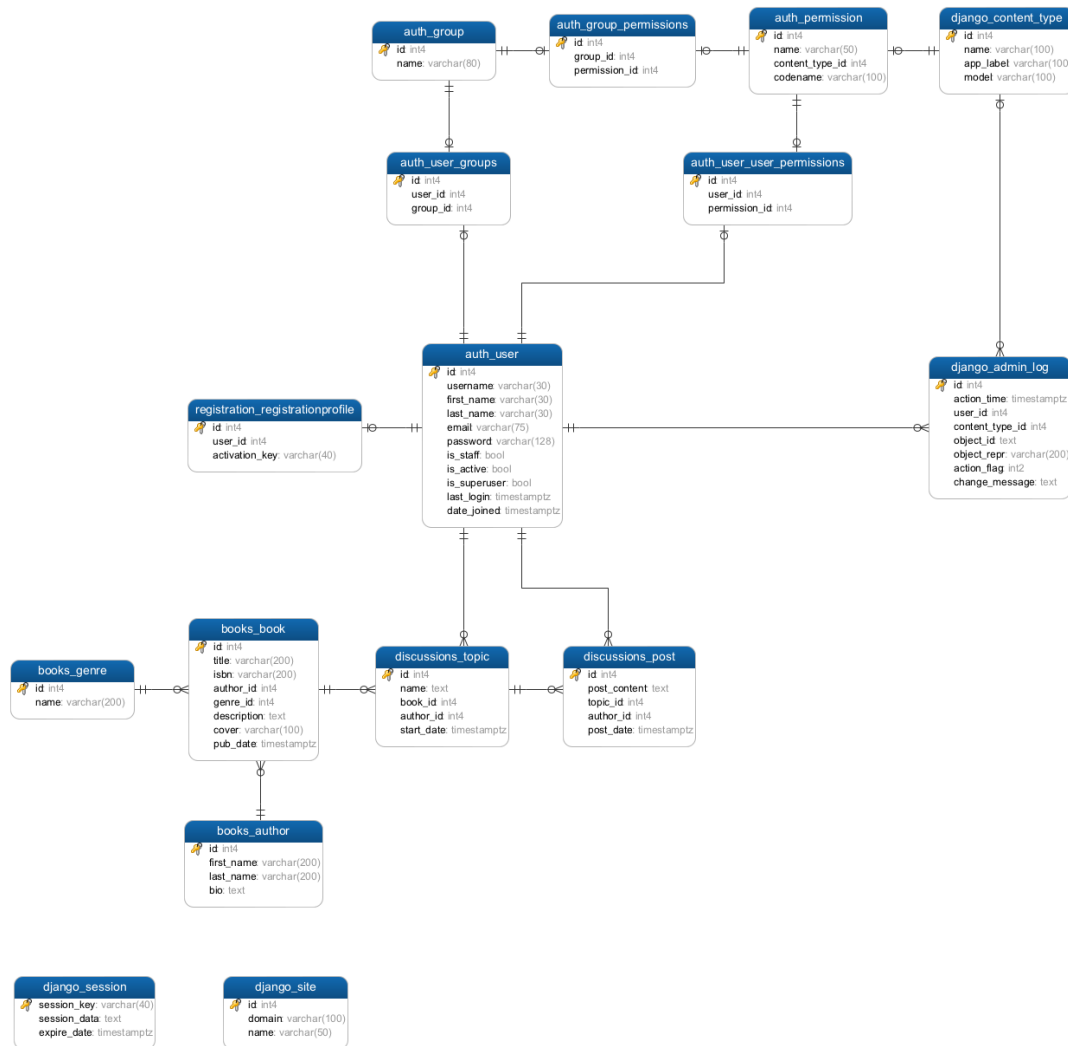 auth_group
id: int4
name: varchar(80)
auth_group_permissions
id: int4
group_id: int4
permission_id: int4
auth_permission
id: int4
name: varchar(50)
content_type_id: int4
codename: varchar(100)
django_content_type
id: int4
name: varchar(100)
app_label: varchar(100
model: varchar(100)
auth_user_groups
id: int4
user_id: int4
group_id: int4
auth_user_user_permissions
id: int4
user_id: int4
permission_id: int4
auth_user
id: int4
username: varchar(30)
first_name: varchar(30)
last_name: varchar(30)
email: varchar(75)
password: varchar(128)
is_staff: bool
is_active: bool
is_superuser: bool
last_login: timestamptz
date_joined: timestamptz
django_admin_log
id: int4
action_time: timestamptz
user_id: int4
content_type_id: int4
object_id: text
object_repr: varchar(200)
action_flag: int2
change_message: text
registration_registrationprofile
id: int4
user_id: int4
activation_key: varchar(40)
books_book
id: int4
title: varchar(200)
isbn: varchar(200)
author_id: int4
genre_id: int4
description: text
cover: varchar(100)
pub_date: timestamptz
books_genre
id: int4
name: varchar(200)
discussions_topic
id: int4
name: text
book_id: int4
author_id: int4
start_date: timestamptz
discussions_post
id: int4
post_content: text
topic_id: int4
author_id: int4
post_date: timestamptz
books_author
id: int4
first_name: varchar(200)
last_name: varchar(200)
bio: text
django_session
session_key: varchar(40)
session_data: text
expire_date: timestamptz
django_site
id: int4
domain: varchar(100)
name: varchar(50)